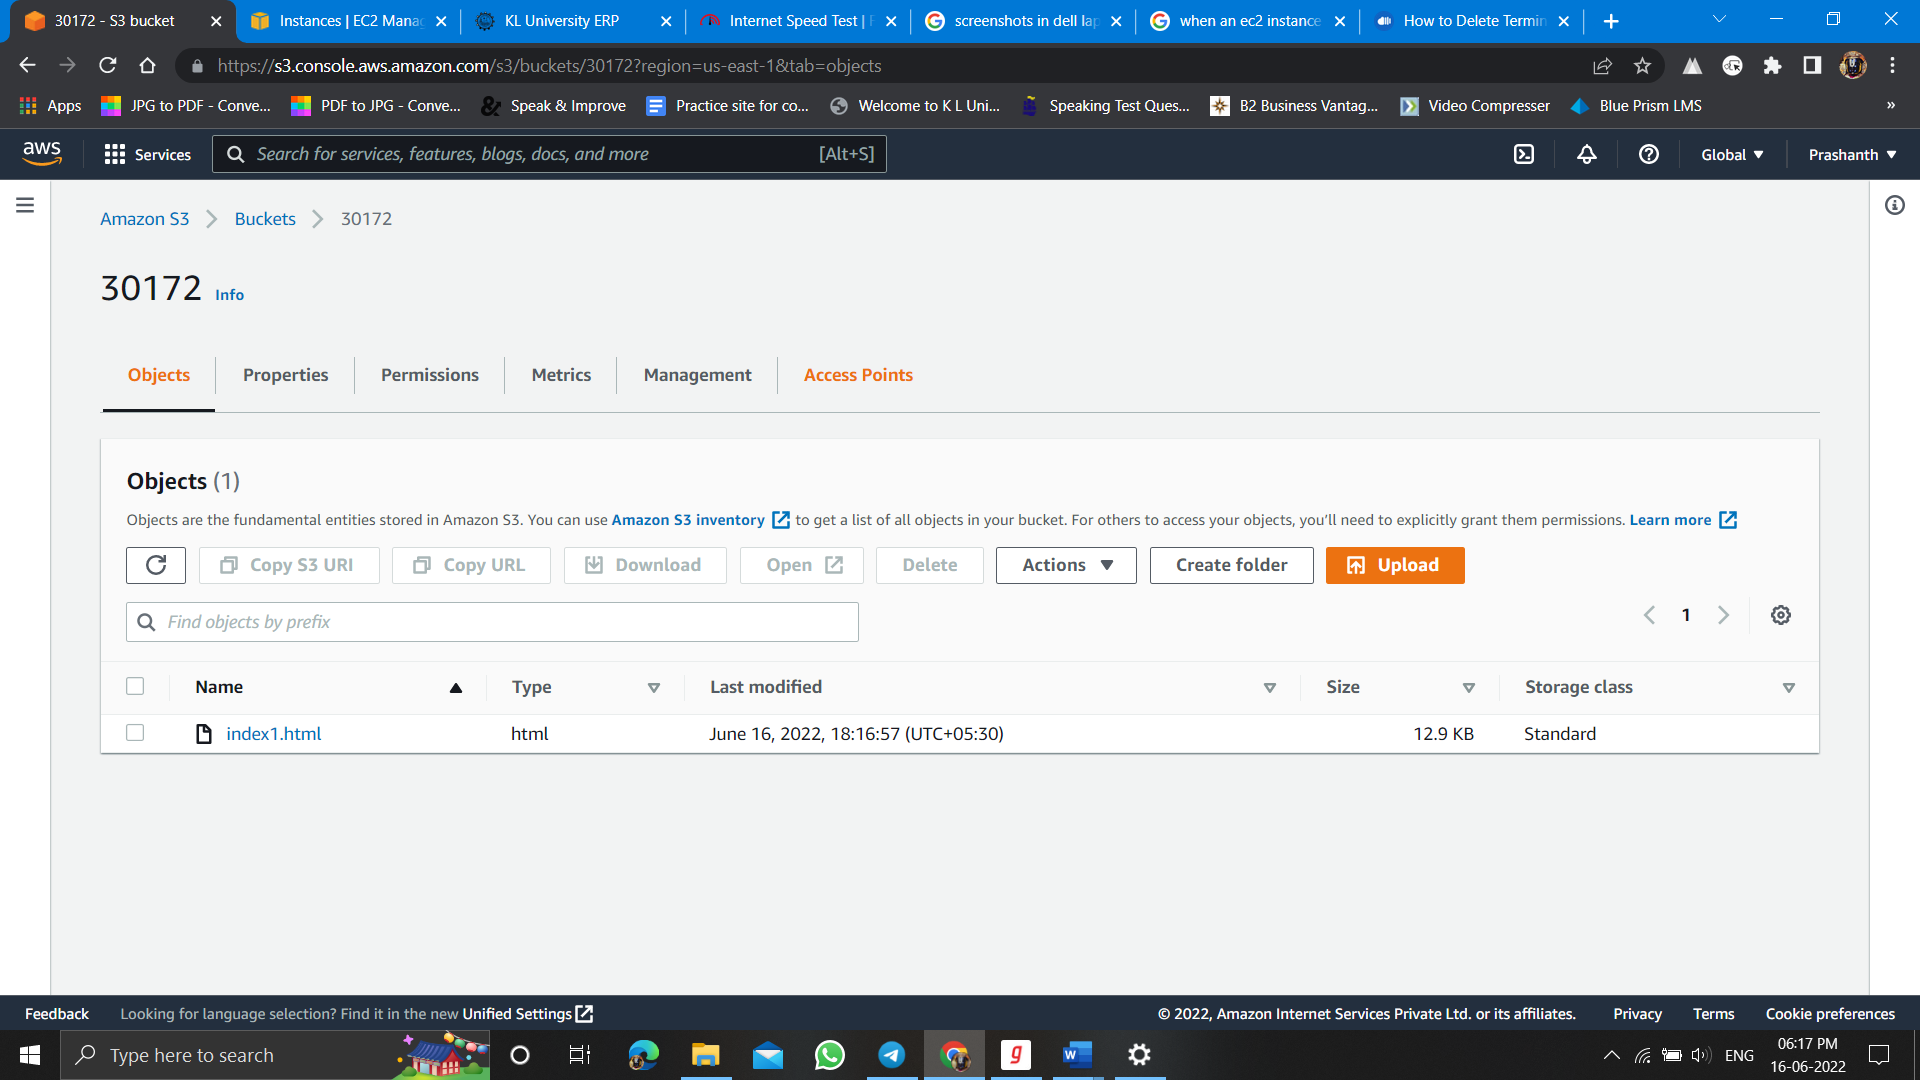 30172 - S3 bucket
Instances | EC2 Manag
KL University ERP
Internet Speed Test | F
screenshots in dell lap
when an ec2 instance
How to Delete Termin
https://s3.console.aws.amazon.com/s3/buckets/30172?region=us-east-1&tab=objects
Apps
JPG to PDF - Conve...
PDF to JPG - Conve...
Speak & Improve
Practice site for co...
Welcome to K L Uni...
Speaking Test Ques...
B2 Business Vantag...
Video Compresser
Blue Prism LMS
»
aws
Services
Search for services, features, blogs, docs, and more
[Alt+S]
Global
Prashanth
Amazon S3
Buckets
30172
30172 Info
Objects
Properties
Permissions
Metrics
Management
Access Points
Objects (1)
Objects are the fundamental entities stored in Amazon S3. You can use Amazon S3 inventory to get a list of all objects in your bucket. For others to access your objects, you'll need to explicitly grant them permissions. Learn more
Copy S3 URI
Copy URL
Download
Open
Delete
Actions
Create folder
Upload
Find objects by prefix
1
Name
Type
Last modified
Size
Storage class
index1.html
html
June 16, 2022, 18:16:57 (UTC+05:30)
12.9 KB
Standard
Feedback
Looking for language selection? Find it in the new Unified Settings
© 2022, Amazon Internet Services Private Ltd. or its affiliates.
Privacy
Terms
Cookie preferences
Type here to search
g
W
ENG
06:17 PM
16-06-2022